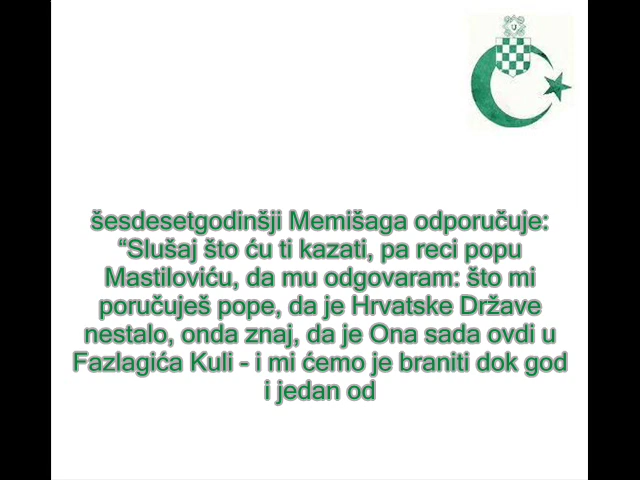 šesdesetgodinšji Memišaga odporučuje:
“Slušaj što ću ti kazati, pa reci popu
Mastiloviću, da mu odgovaram: što mi
poručuješ pope, da je Hrvatske Države
nestalo, onda znaj, da je Ona sada ovdi u
Fazlagića Kuli - i mi ćemo je braniti dok god
i jedan od